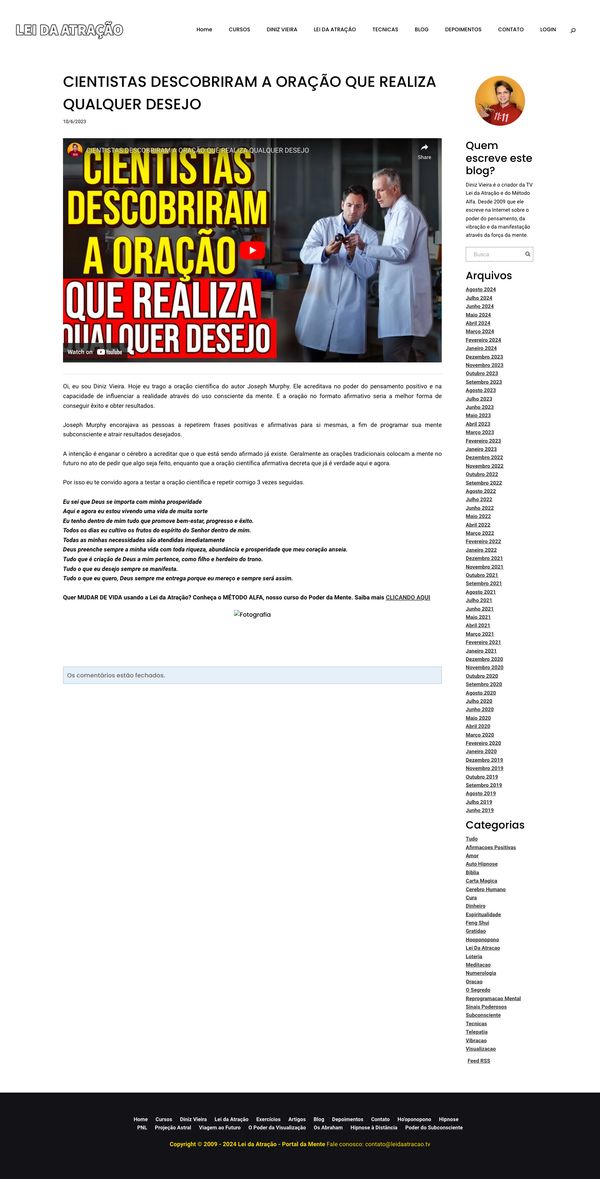 LEI DA ATRAÇÃO
Home CURSOS DINIZ VIEIRA LEI DA ATRAÇÃO TECNICAS BLOG DEPOIMENTOS CONTATO LOGIN
CIENTISTAS DESCOBRIRAM A ORAÇÃO QUE REALIZA
QUALQUER DESEJO
10/6/2023
CIENTISTAS DESCOBRIRAM A ORAÇÃO QUE REALIZA QUALQUER DESEJO
Share
CIENTISTAS
DESCOBRIRAM
A ORAÇÃO
QUE REALIZA
QUALQUER DESEJO
Watch on YouTube
Oi, eu sou Diniz Vieira. Hoje eu trago a oração científica do autor Joseph Murphy. Ele acreditava no poder do pensamento positivo e na
capacidade de influenciar a realidade através do uso consciente da mente. E a oração no formato afirmativo seria a melhor forma de
conseguir êxito e obter resultados.
Joseph Murphy encorajava as pessoas a repetirem frases positivas e afirmativas para si mesmas, a fim de programar sua mente
subconsciente e atrair resultados desejados.
A intenção é enganar o cérebro a acreditar que o que está sendo afirmado já existe. Geralmente as orações tradicionais colocam a mente no
futuro no ato de pedir que algo seja feito, enquanto que a oração científica afirmativa decreta que já é verdade aqui e agora.
Por isso eu te convido agora a testar a oração científica e repetir comigo 3 vezes seguidas.
Eu sei que Deus se importa com minha prosperidade
Aqui e agora eu estou vivendo uma vida de muita sorte
Eu tenho dentro de mim tudo que promove bem-estar, progresso e êxito.
Todos os dias eu cultivo os frutos do espírito do Senhor dentro de mim.
Todas as minhas necessidades são atendidas imediatamente
Deus preenche sempre a minha vida com toda riqueza, abundância e prosperidade que meu coração anseia.
Tudo que é criação de Deus a mim pertence, como filho e herdeiro do trono.
Tudo o que eu desejo sempre se manifesta.
Tudo o que eu quero, Deus sempre me entrega porque eu mereço e sempre será assim.
Quer MUDAR DE VIDA usando a Lei da Atração? Conheça o MÉTODO ALFA, nosso curso do Poder da Mente. Saiba mais CLICANDO AQUI
Fotografia
Os comentários estão fechados.
11:11
Quem
escreve este
blog?
Diniz Vieira é o criador da TV
Lei da Atração e do Método
Alfa. Desde 2009 que ele
escreve na Internet sobre o
poder do pensamento, da
vibração e da manifestação
através da força da mente.
Busca
Arquivos
Agosto 2024
Julho 2024
Junho 2024
Maio 2024
Abril 2024
Março 2024
Fevereiro 2024
Janeiro 2024
Dezembro 2023
Novembro 2023
Outubro 2023
Setembro 2023
Agosto 2023
Julho 2023
Junho 2023
Maio 2023
Abril 2023
Março 2023
Fevereiro 2023
Janeiro 2023
Dezembro 2022
Novembro 2022
Outubro 2022
Setembro 2022
Agosto 2022
Julho 2022
Junho 2022
Maio 2022
Abril 2022
Março 2022
Fevereiro 2022
Janeiro 2022
Dezembro 2021
Novembro 2021
Outubro 2021
Setembro 2021
Agosto 2021
Julho 2021
Junho 2021
Maio 2021
Abril 2021
Março 2021
Fevereiro 2021
Janeiro 2021
Dezembro 2020
Novembro 2020
Outubro 2020
Setembro 2020
Agosto 2020
Julho 2020
Junho 2020
Maio 2020
Abril 2020
Março 2020
Fevereiro 2020
Janeiro 2020
Dezembro 2019
Novembro 2019
Outubro 2019
Setembro 2019
Agosto 2019
Julho 2019
Junho 2019
Categorias
Tudo
Afirmacoes Positivas
Amor
Auto Hipnose
Biblia
Carta Magica
Cerebro Humano
Cura
Dinheiro
Espiritualidade
Feng Shui
Gratidao
Hooponopono
Lei Da Atracao
Loteria
Meditacao
Numerologia
Oracao
O Segredo
Reprogramacao Mental
Sinais Poderosos
Subconsciente
Tecnicas
Telepatia
Vibracao
Visualizacao
Feed RSS
Home Cursos Diniz Vieira Lei da Atração Exercícios Artigos Blog Depoimentos Contato Ho'oponopono Hipnose
PNL Projeção Astral Viagem ao Futuro O Poder da Visualização Os Abraham Hipnose à Distância Poder do Subconsciente
Copyright © 2009 - 2024 Lei da Atração - Portal da Mente Fale conosco: contato@leidaatracao.tv